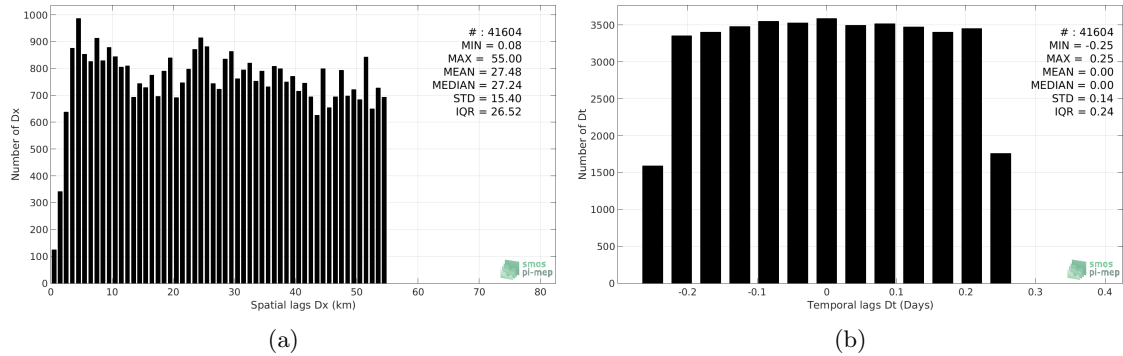 1000
900
800
700
600
500
400
300
200
100
0
Number of Dx
0 10 20 30 40 50 60 70 80
Spatial lags Dx (km)
# : 41604
MIN = 0.08
MAX = 55.00
MEAN = 27.48
MEDIAN = 27.24
STD = 15.40
IQR = 26.52
smos
pi-mep
(a)
3500
3000
2500
2000
1500
1000
500
0
Number of Dt
-0.2 -0.1 0 0.1 0.2 0.3 0.4
Temporal lags Dt (Days)
# : 41604
MIN = -0.25
MAX = 0.25
MEAN = 0.00
MEDIAN = 0.00
STD = 0.14
IQR = 0.24
smos
pi-mep
(b)